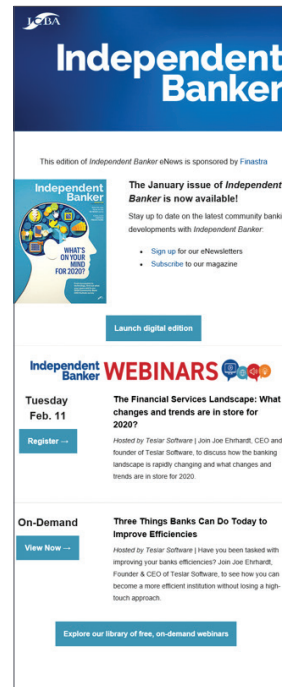 ICBA
Independent
Banker
This edition of Independent Banker eNews is sponsored by Finastra
Independent
Banker
WHAT'S
ON YOUR
MIND
FOR 2020?
The January issue of Independent
Banker is now available!
Stay up to date on the latest community banki
developments with Independent Banker:
• Sign up for our eNewsletters
• Subscribe to our magazine
Launch digital edition
Independent
Banker WEBINARS
Tuesday
Feb. 11
Register →
The Financial Services Landscape: What
changes and trends are in store for
2020?
Hosted by Teslar Software | Join Joe Ehrhardt, CEO and
founder of Teslar Software, to discuss how the banking
landscape is rapidly changing and what changes and
trends are in store for 2020.
On-Demand
View Now →
Three Things Banks Can Do Today to
Improve Efficiencies
Hosted by Teslar Software | Have you been tasked with
improving your banks efficiencies? Join Joe Ehrhardt,
Founder & CEO of Teslar Software, to see how you can
become a more efficient institution without losing a high-
touch approach.
Explore our library of free, on-demand webinars